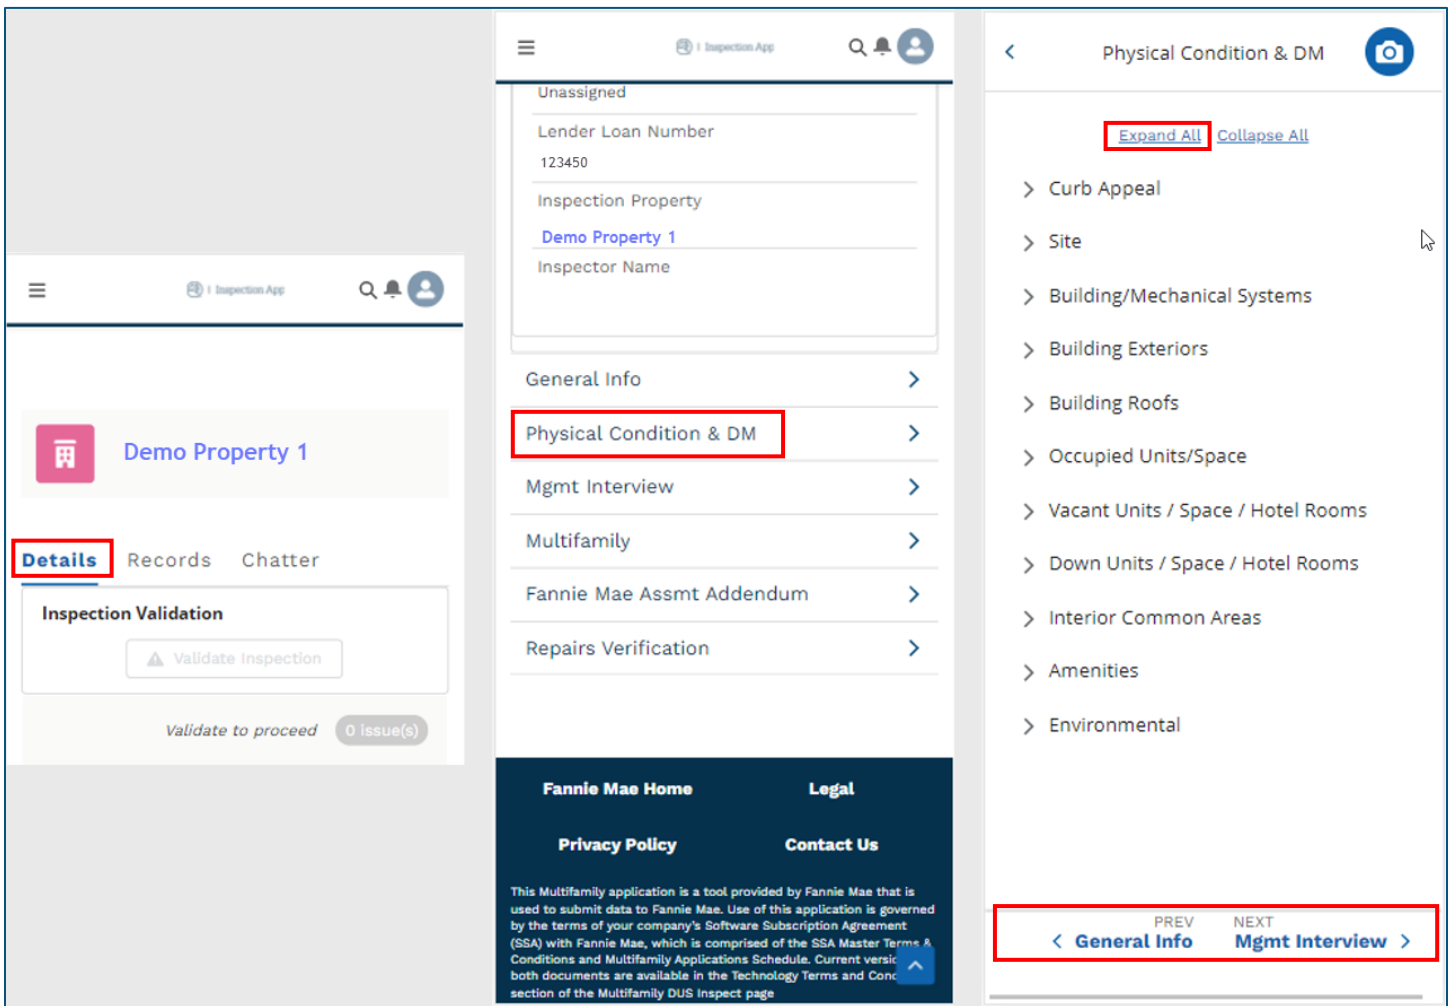 | Inspection App
Demo Property 1
Details Records Chatter
Inspection Validation
Validate Inspection
Validate to proceed 0 issue(s)
| Inspection App
Unassigned
Lender Loan Number
123450
Inspection Property
Demo Property 1
Inspector Name
General Info
Physical Condition & DM
Mgmt Interview
Multifamily
Fannie Mae Assmt Addendum
Repairs Verification
Fannie Mae Home Legal
Privacy Policy Contact Us
This Multifamily application is a tool provided by Fannie Mae that is
used to submit data to Fannie Mae. Use of this application is governed
by the terms of your company's Software Subscription Agreement
(SSA) with Fannie Mae, which is comprised of the SSA Master Terms &
Conditions and Multifamily Applications Schedule. Current versic
both documents are available in the Technology Terms and Conc
section of the Multifamily DUS Inspect page
Physical Condition & DM
Expand All Collapse All
Curb Appeal
Site
Building/Mechanical Systems
Building Exteriors
Building Roofs
Occupied Units/Space
Vacant Units / Space / Hotel Rooms
Down Units / Space / Hotel Rooms
Interior Common Areas
Amenities
Environmental
PREV NEXT
General Info Mgmt Interview